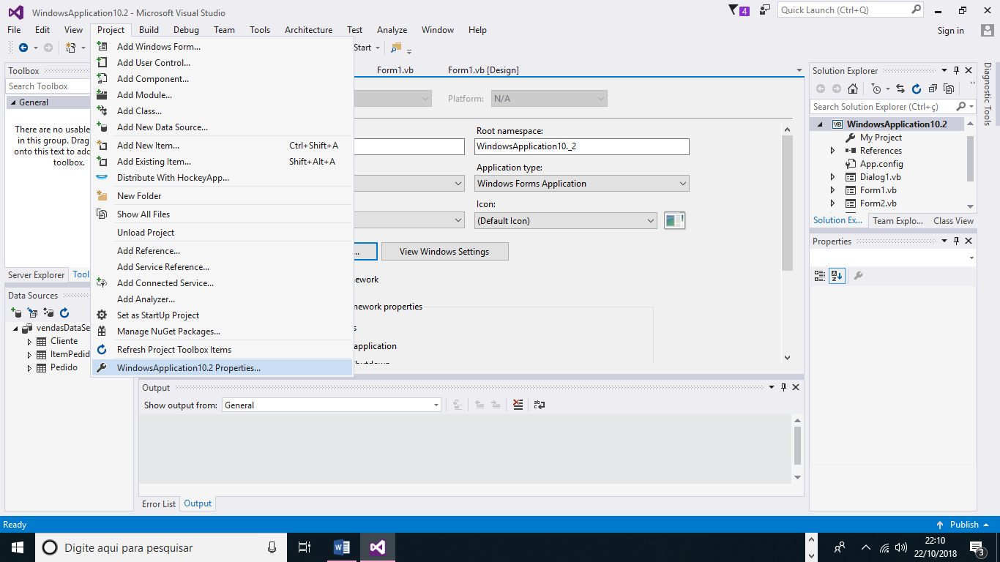 WindowsApplication10.2 - Microsoft Visual Studio
4
Quick Launch (Ctrl+Q)
File Edit View Project Build Debug Team Tools Architecture Test Analyze Window Help
Sign in
Start
Toolbox
Search Toolbox
General
There are no usable
in this group. Drag
onto this text to add
toolbox.
Server Explorer Tool
Data Sources
vendasDataSe
Cliente
ItemPedid
Pedido
Add Windows Form...
Add User Control...
Add Component...
Add Module...
Add Class...
Add New Data Source...
Add New Item... Ctrl+Shift+A
Add Existing Item... Shift+Alt+A
Distribute With HockeyApp...
New Folder
Show All Files
Unload Project
Add Reference...
Add Service Reference...
Add Connected Service...
Add Analyzer...
Set as StartUp Project
Manage NuGet Packages...
Refresh Project Toolbox Items
WindowsApplication10.2 Properties...
Form1.vb Form1.vb [Design]
Platform: N/A
Root namespace:
WindowsApplication10._2
Application type:
Windows Forms Application
Icon:
(Default Icon)
... View Windows Settings
work
nework properties
s
application
Shutdown
Output
Show output from: General
Error List Output
Solution Explorer
Search Solution Explorer (Ctrl+ç)
VB WindowsApplication10.2
My Project
References
App.config
Dialog1.vb
Form1.vb
Form2.vb
Solution Ex... Team Explo... Class View
Properties
Diagnostic Tools
Ready
Publish
Digite aqui para pesquisar
22:10
22/10/2018
3